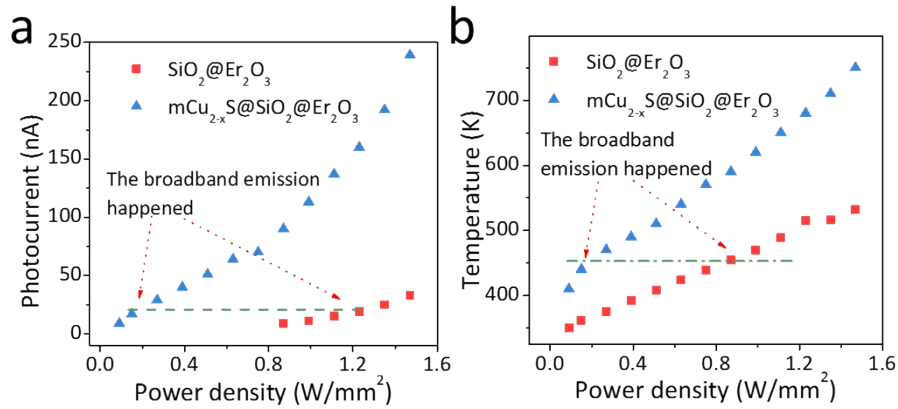 a
250
200
150
100
50
0
Photocurrent (nA)
SiO2@Er2O3
mCu2-xS@SiO2@Er2O3
The broadband emission
happened
0.0 0.4 0.8 1.2 1.6
Power density (W/mm²)
b
700
600
500
400
Temperature (K)
SiO2@Er2O3
mCu2-xS@SiO2@Er2O3
The broadband
emission happened
0.0 0.4 0.8 1.2 1.6
Power density (W/mm²)